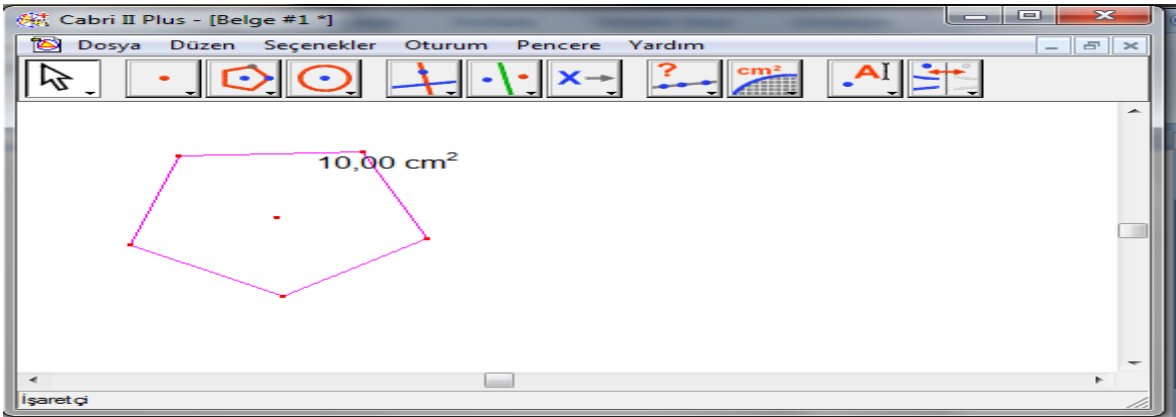 Cabri II Plus - [Belge #1 *]
Dosya Düzen Seçenekler Oturum Pencere Yardım
? cm² A
10,00 cm²
İşaretçi